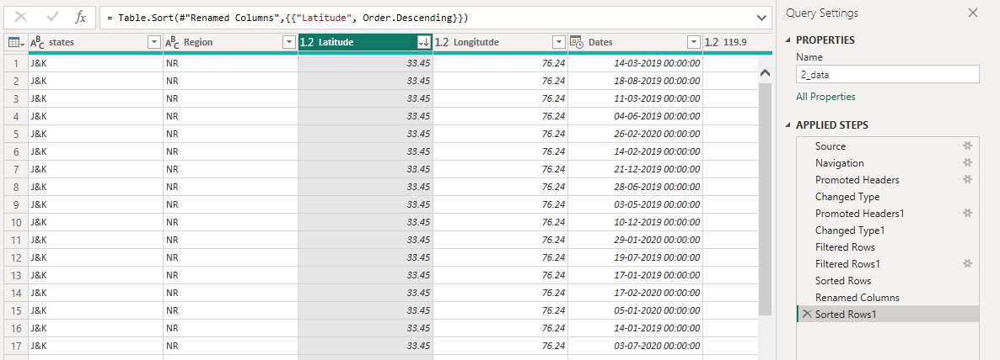 = Table.Sort(#"Renamed Columns",{{"Latitude", Order.Descending}})
states Region 1.2 Latitude 1.2 Longitutde Dates 1.2 119.9
1 J&K NR 33.45 76.24 14-03-2019 00:00:00
2 J&K NR 33.45 76.24 18-08-2019 00:00:00
3 J&K NR 33.45 76.24 11-03-2019 00:00:00
4 J&K NR 33.45 76.24 04-06-2019 00:00:00
5 J&K NR 33.45 76.24 26-02-2020 00:00:00
6 J&K NR 33.45 76.24 14-02-2019 00:00:00
7 J&K NR 33.45 76.24 21-12-2019 00:00:00
8 J&K NR 33.45 76.24 28-06-2019 00:00:00
9 J&K NR 33.45 76.24 03-05-2019 00:00:00
10 J&K NR 33.45 76.24 10-12-2019 00:00:00
11 J&K NR 33.45 76.24 29-01-2020 00:00:00
12 J&K NR 33.45 76.24 19-07-2019 00:00:00
13 J&K NR 33.45 76.24 17-01-2019 00:00:00
14 J&K NR 33.45 76.24 17-02-2020 00:00:00
15 J&K NR 33.45 76.24 05-01-2020 00:00:00
16 J&K NR 33.45 76.24 14-01-2019 00:00:00
17 J&K NR 33.45 76.24 03-07-2020 00:00:00
Query Settings
PROPERTIES
Name
2_data
All Properties
APPLIED STEPS
Source
Navigation
Promoted Headers
Changed Type
Promoted Headers1
Changed Type1
Filtered Rows
Filtered Rows1
Sorted Rows
Renamed Columns
Sorted Rows1